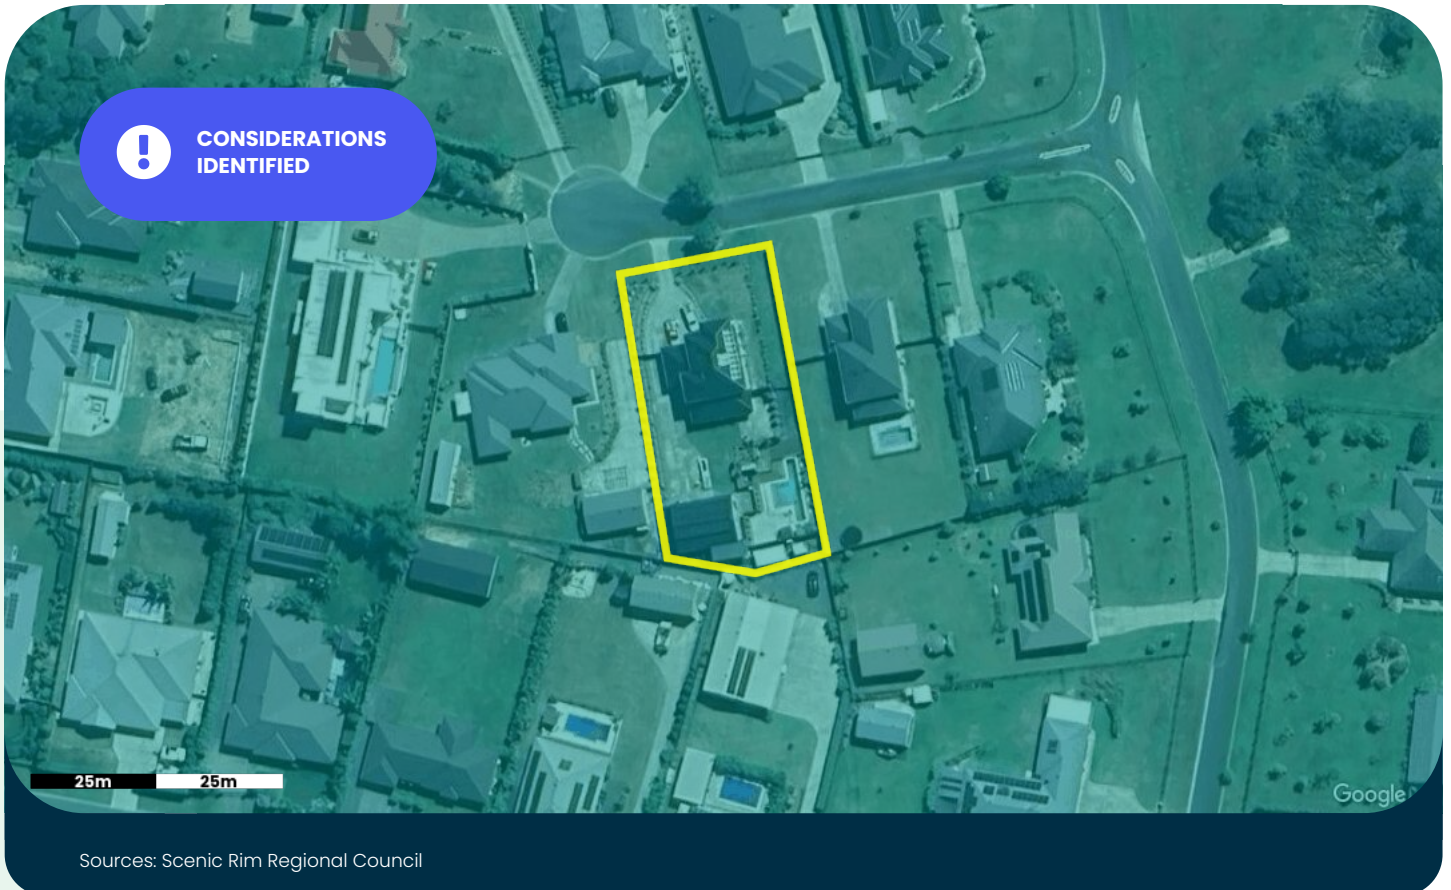 CONSIDERATIONS
IDENTIFIED
25m 25m
Google
Sources: Scenic Rim Regional Council